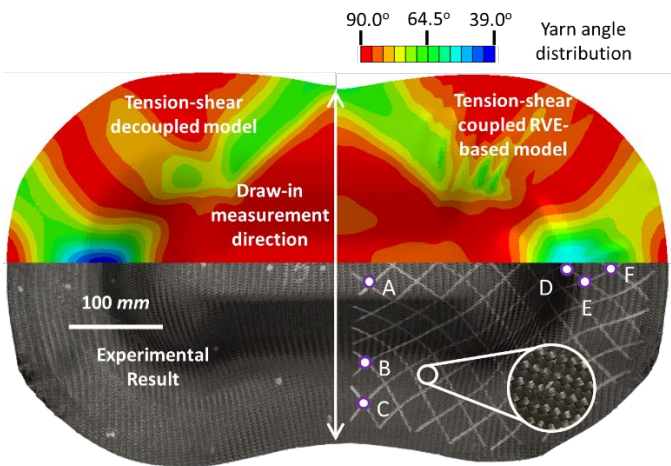 90.0° 64.5° 39.0°
Yarn angle
distribution
Tension-shear
decoupled model
Tension-shear
coupled RVE-
based model
Draw-in
measurement
direction
100 mm
Experimental
Result
A
B
C
D
E
F